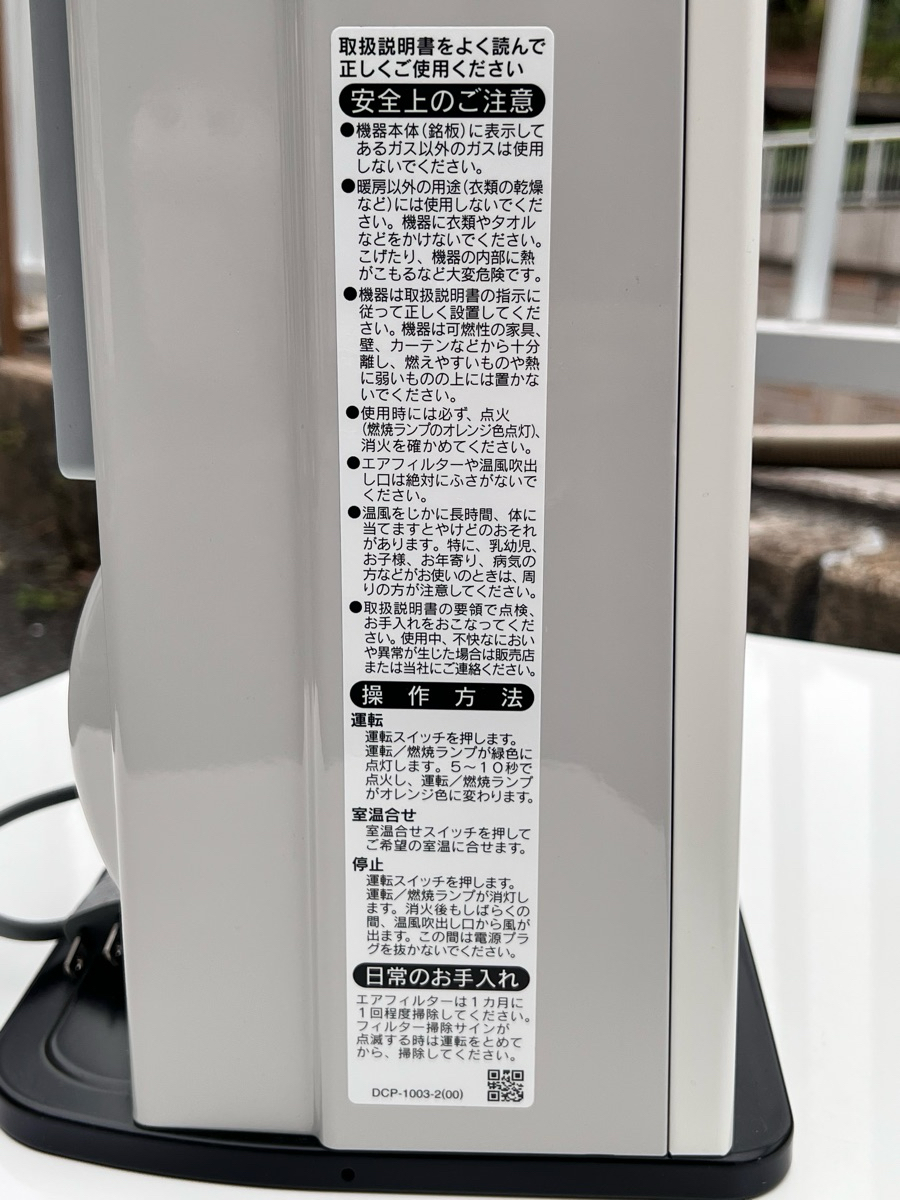 取扱説明書をよく読んで
正しくご使用ください
安全上のご注意
●機器本体(銘板)に表示して
あるガス以外のガスは使用
しないでください。
●暖房以外の用途(衣類の乾燥
など)には使用しないでくだ
さい。機器に衣類やタオル
などをかけないでください。
こげたり、機器の内部に熱
がこもるなど大変危険です。
●機器は取扱説明書の指示に
従って正しく設置してくだ
さい。機器は可燃性の家具、
壁、カーテンなどから十分
離し、燃えやすいものや熱
に弱いものの上には置かな
いでください。
●使用時には必ず、点火
(燃焼ランプのオレンジ色点灯)、
消火を確かめてください。
●エアフィルターや温風吹出
し口は絶対にふさがないで
ください。
●温風をじかに長時間、体に
当てますとやけどのおそれ
があります。特に、乳幼児、
お子様、お年寄り、病気の
方などがお使いのときは、周
りの方が注意してください。
●取扱説明書の要領で点検、
お手入れをおこなってくだ
さい。使用中、不快なにおい
や異常が生じた場合は販売店
または当社にご連絡ください。
操作方法
運転
運転スイッチを押します。
運転/燃焼ランプが緑色に
点灯します。5~10秒で
点火し、運転/燃焼ランプ
がオレンジ色に変わります。
室温合せ
室温合せスイッチを押して
ご希望の室温に合せます。
停止
運転スイッチを押します。
運転/燃焼ランプが消灯し
ます。消火後もしばらくの
間、温風吹出し口から風が
出ます。この間は電源プラ
グを抜かないでください。
日常のお手入れ
エアフィルターは1カ月に
1回程度掃除してください。
フィルター掃除サインが
点滅する時は運転をとめて
から、掃除してください。
DCP-1003-2(00)